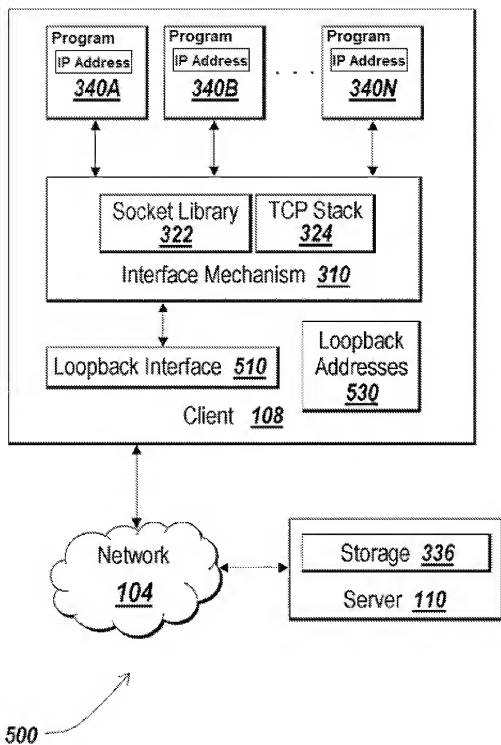 Program
IP Address
340A
Program
IP Address
340B
. . .
Program
IP Address
340N
Socket Library
322
TCP Stack
324
Interface Mechanism 310
Loopback Interface 510
Loopback
Addresses
530
Client 108
Network
104
Storage 336
Server 110
500